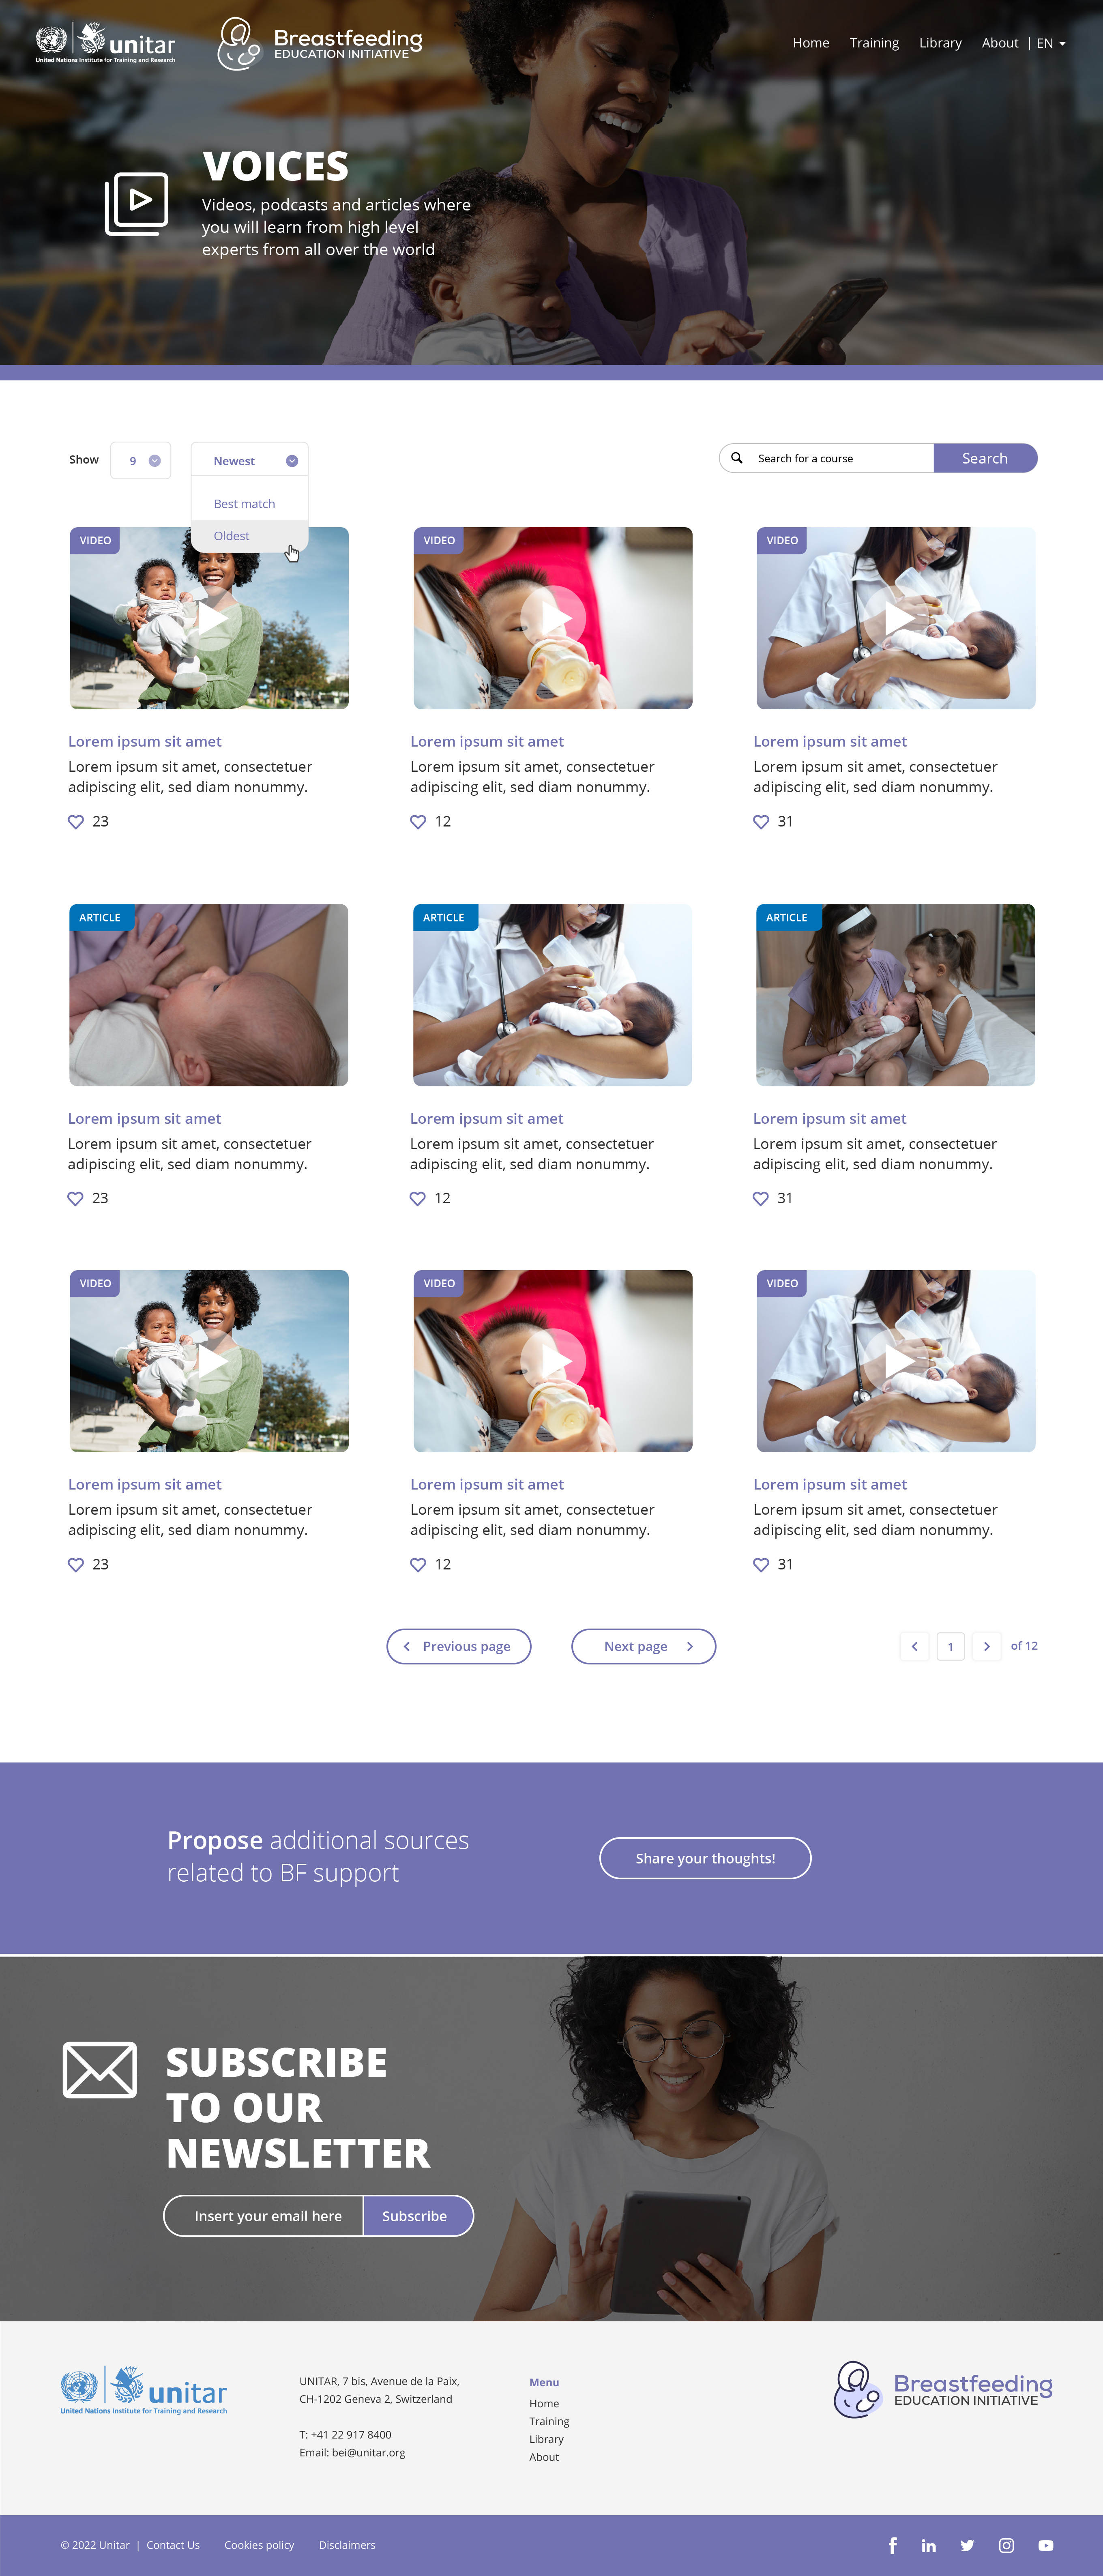 unitar
United Nations Institute for Training and Research
Breastfeeding
EDUCATION INITIATIVE
Home Training Library About | EN
VOICES
Videos, podcasts and articles where
you will learn from high level
experts from all over the world
Show 9 Newest
Search for a course Search
Best match
Oldest
VIDEO VIDEO VIDEO
Lorem ipsum sit amet Lorem ipsum sit amet Lorem ipsum sit amet
Lorem ipsum sit amet, consectetuer Lorem ipsum sit amet, consectetuer Lorem ipsum sit amet, consectetuer
adipiscing elit, sed diam nonummy. adipiscing elit, sed diam nonummy. adipiscing elit, sed diam nonummy.
23 12 31
ARTICLE ARTICLE ARTICLE
Lorem ipsum sit amet Lorem ipsum sit amet Lorem ipsum sit amet
Lorem ipsum sit amet, consectetuer Lorem ipsum sit amet, consectetuer Lorem ipsum sit amet, consectetuer
adipiscing elit, sed diam nonummy. adipiscing elit, sed diam nonummy. adipiscing elit, sed diam nonummy.
23 12 31
VIDEO VIDEO VIDEO
Lorem ipsum sit amet Lorem ipsum sit amet Lorem ipsum sit amet
Lorem ipsum sit amet, consectetuer Lorem ipsum sit amet, consectetuer Lorem ipsum sit amet, consectetuer
adipiscing elit, sed diam nonummy. adipiscing elit, sed diam nonummy. adipiscing elit, sed diam nonummy.
23 12 31
Previous page Next page 1 of 12
Propose additional sources
related to BF support
Share your thoughts!
SUBSCRIBE
TO OUR
NEWSLETTER
Insert your email here Subscribe
unitar
United Nations Institute for Training and Research
UNITAR, 7 bis, Avenue de la Paix,
CH-1202 Geneva 2, Switzerland
T: +41 22 917 8400
Email: bei@unitar.org
Menu
Home
Training
Library
About
Breastfeeding
EDUCATION INITIATIVE
© 2022 Unitar | Contact Us Cookies policy Disclaimers